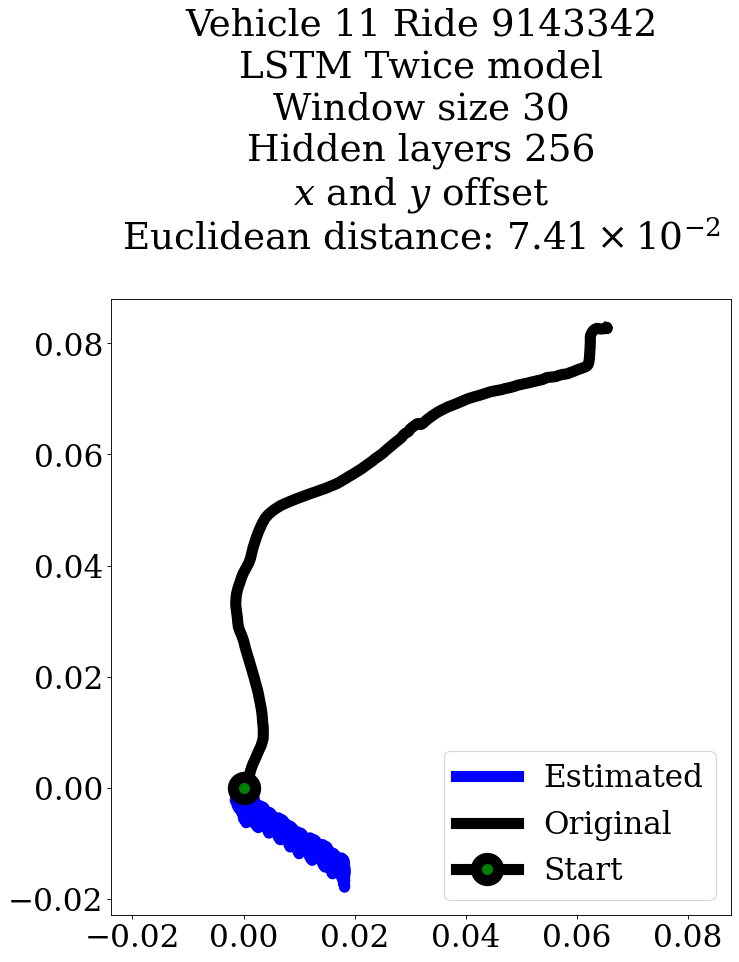 Vehicle 11 Ride 9143342
LSTM Twice model
Window size 30
Hidden layers 256
x and y offset
Euclidean distance: 7.41 × 10⁻²
0.08
0.06
0.04
0.02
0.00
−0.02
Estimated
Original
Start
−0.02 0.00 0.02 0.04 0.06 0.08